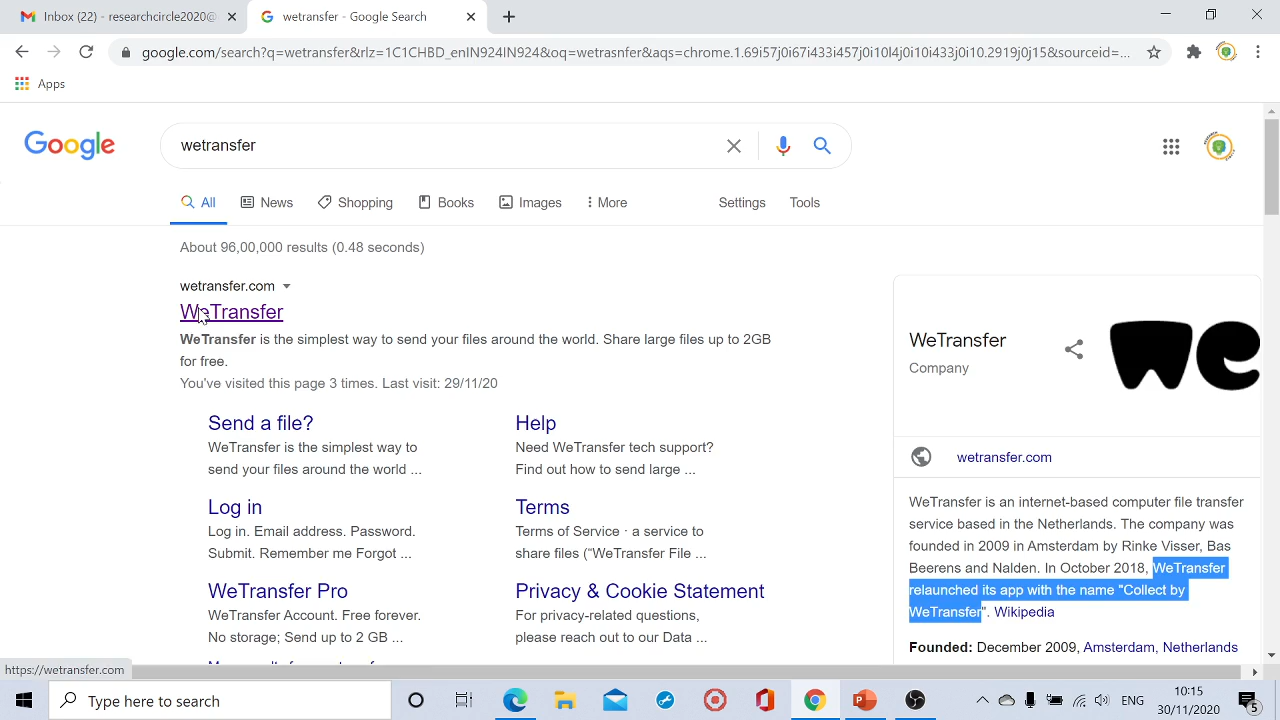 Inbox (22) - researchcircle2020@
wetransfer - Google Search
google.com/search?q=wetransfer&rlz=1C1CHBD_enIN924IN924&oq=wetrasnfer&aqs=chrome.1.69i57j0i67i433i457j0i10l4j0i10i433j0i10.2919j0j15&sourceid=...
Apps
Google
wetransfer
All
News
Shopping
Books
Images
More
Settings
Tools
About 96,00,000 results (0.48 seconds)
wetransfer.com
WeTransfer
WeTransfer is the simplest way to send your files around the world. Share large files up to 2GB
for free.
You've visited this page 3 times. Last visit: 29/11/20
Send a file?
WeTransfer is the simplest way to
send your files around the world ...
Help
Need WeTransfer tech support?
Find out how to send large ...
Log in
Log in. Email address. Password.
Submit. Remember me Forgot ...
Terms
Terms of Service · a service to
share files (“WeTransfer File ...
WeTransfer Pro
WeTransfer Account. Free forever.
No storage; Send up to 2 GB ...
Privacy & Cookie Statement
For privacy-related questions,
please reach out to our Data ...
WeTransfer
Company
we
wetransfer.com
WeTransfer is an internet-based computer file transfer
service based in the Netherlands. The company was
founded in 2009 in Amsterdam by Rinke Visser, Bas
Beerens and Nalden. In October 2018, WeTransfer
relaunched its app with the name "Collect by
WeTransfer". Wikipedia
Founded: December 2009, Amsterdam, Netherlands
https://wetransfer.com
Type here to search
ENG
10:15
30/11/2020
5